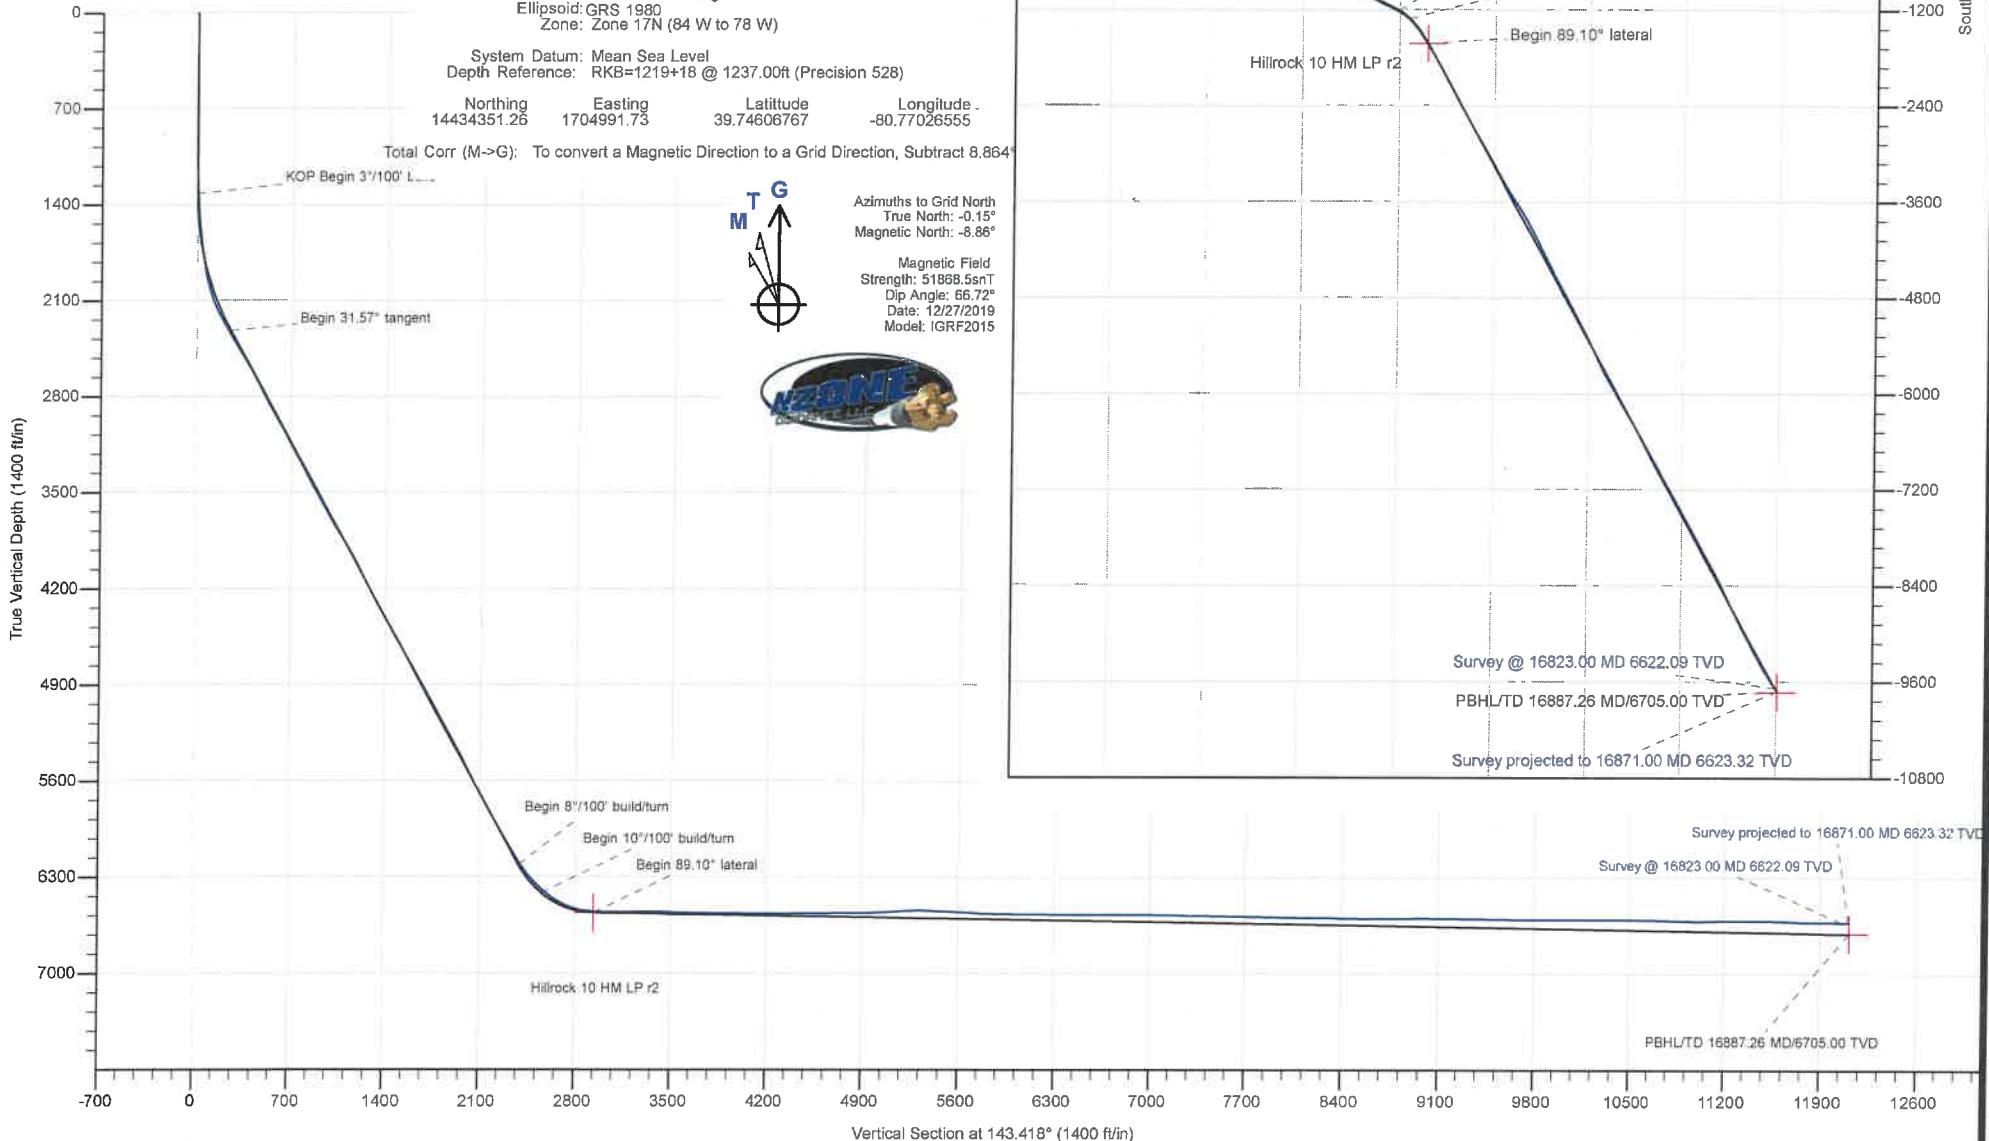 Ellipsoid: GRS 1980
Zone: Zone 17N (84 W to 78 W)
System Datum: Mean Sea Level
Depth Reference: RKB=1219+18 @ 1237.00ft (Precision 528)
Northing Easting Latittude Longitude
14434351.26 1704991.73 39.74606767 -80.77026555
Total Corr (M->G): To convert a Magnetic Direction to a Grid Direction, Subtract 8.864°
M T G
Azimuths to Grid North
True North: -0.15°
Magnetic North: -8.86°
Magnetic Field
Strength: 51868.5snT
Dip Angle: 66.72°
Date: 12/27/2019
Model: IGRF2015
NZONE
True Vertical Depth (1400 ft/in)
0
700
1400
2100
2800
3500
4200
4900
5600
6300
7000
KOP Begin 3°/100'
Begin 31.57° tangent
Begin 8°/100' build/turn
Begin 10°/100' build/turn
Begin 89.10° lateral
Hillrock 10 HM LP r2
Survey projected to 16871.00 MD 6623.32 TVD
Survey @ 16823.00 MD 6622.09 TVD
PBHL/TD 16887.26 MD/6705.00 TVD
-700 0 700 1400 2100 2800 3500 4200 4900 5600 6300 7000 7700 8400 9100 9800 10500 11200 11900 12600
Vertical Section at 143.418° (1400 ft/in)
Begin 89.10° lateral
Hillrock 10 HM LP r2
Survey @ 16823.00 MD 6622.09 TVD
PBHL/TD 16887.26 MD/6705.00 TVD
Survey projected to 16871.00 MD 6623.32 TVD
-1200
-2400
-3600
-4800
-6000
-7200
-8400
-9600
-10800